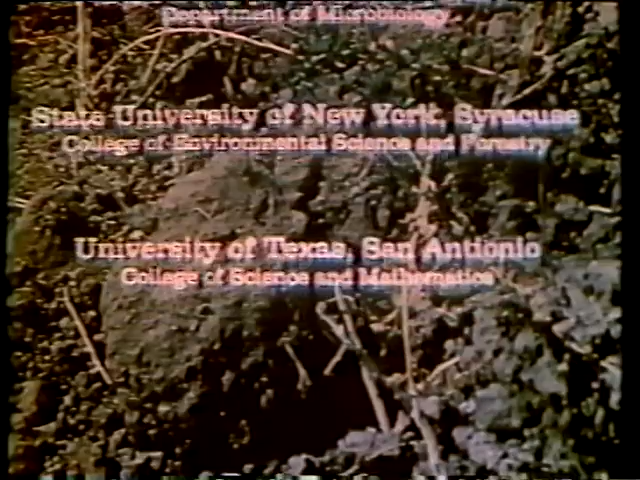 Department of Microbiology
State University of New York, Syracuse
College of Environmental Science and Forestry
University of Texas, San Antionio
College of Science and Mathematics